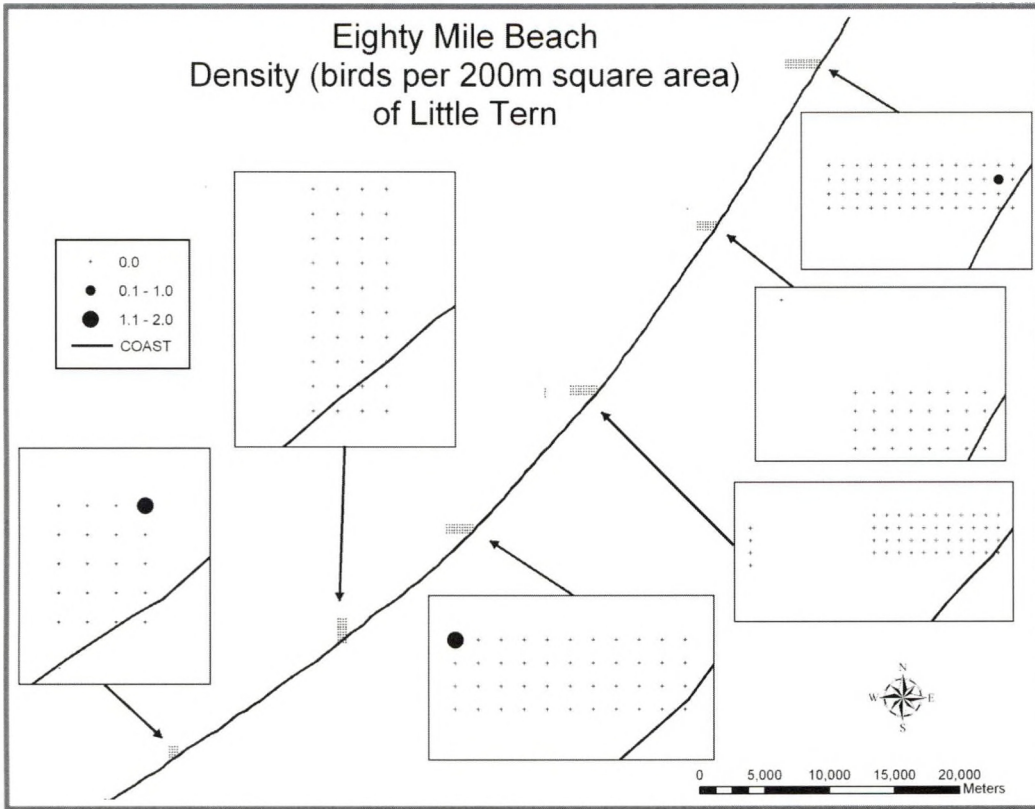 Eighty Mile Beach
Density (birds per 200m square area)
of Little Tern
0.0
0.1 - 1.0
1.1 - 2.0
COAST
N
W E
S
0 5,000 10,000 15,000 20,000
Meters